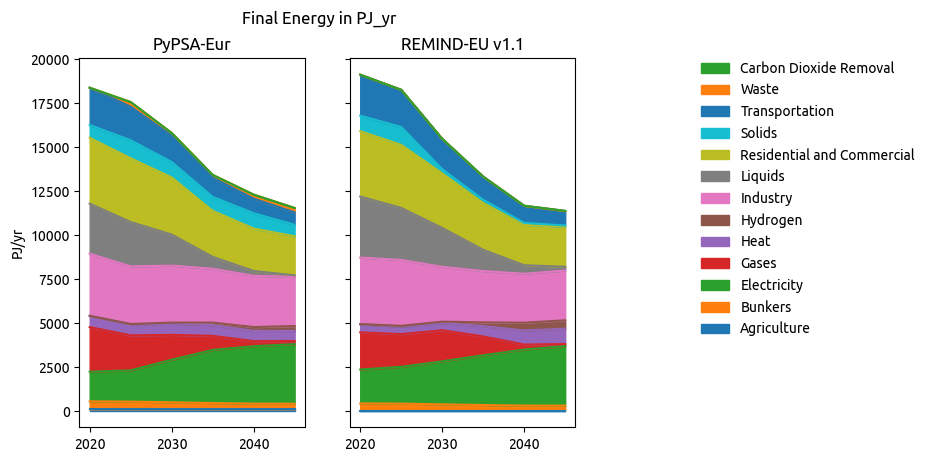 Final Energy in PJ_yr
PyPSA-Eur
REMIND-EU v1.1
PJ/yr
20000
17500
15000
12500
10000
7500
5000
2500
0
2020
2030
2040
2020
2030
2040
Carbon Dioxide Removal
Waste
Transportation
Solids
Residential and Commercial
Liquids
Industry
Hydrogen
Heat
Gases
Electricity
Bunkers
Agriculture